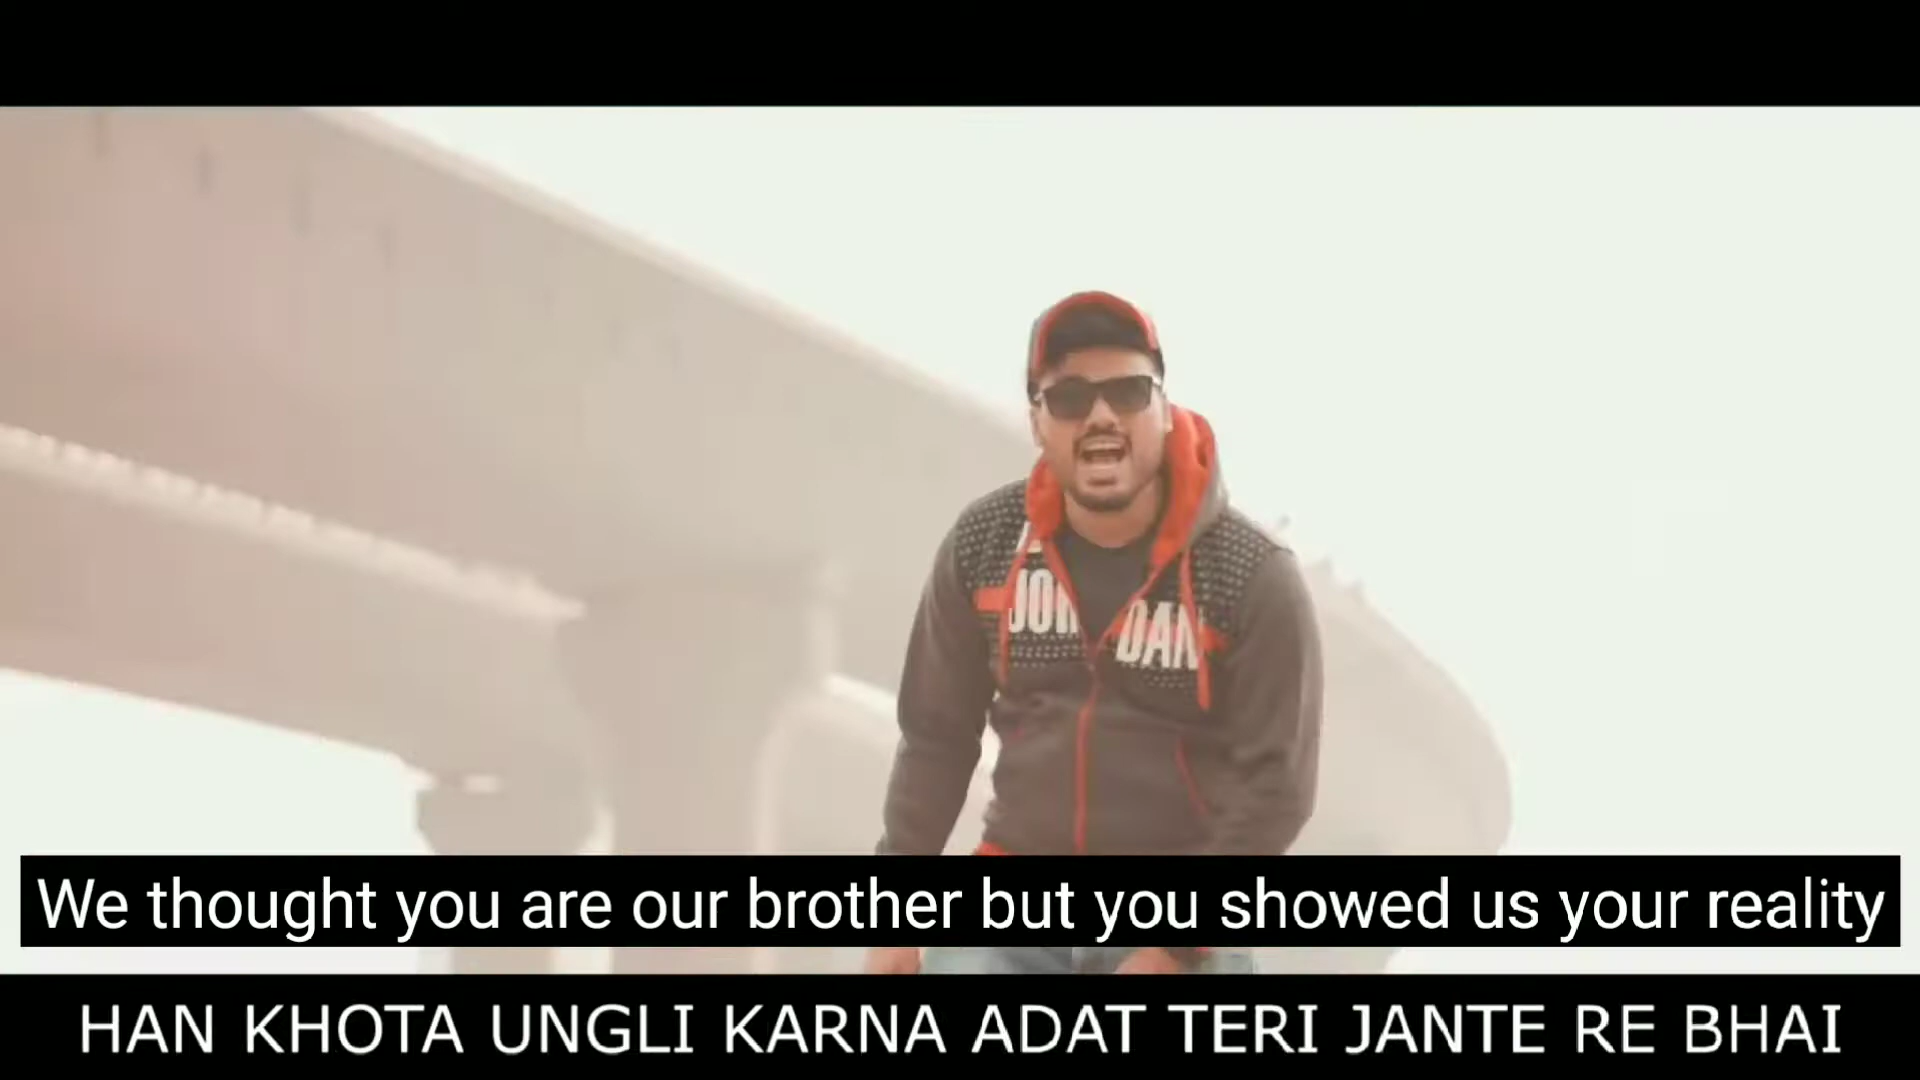 JORDAN
We thought you are our brother but you showed us your reality
HAN KHOTA UNGLI KARNA ADAT TERI JANTE RE BHAI